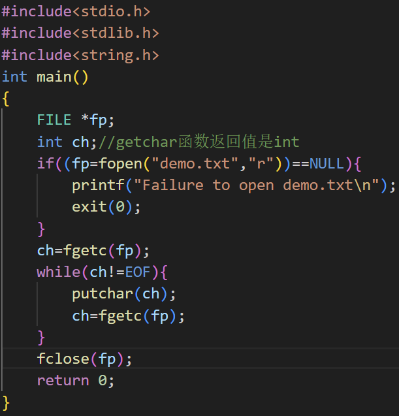 #include<stdio.h>
#include<stdlib.h>
#include<string.h>
int main()
{
    FILE *fp;
    int ch;//getchar函数返回值是int
    if((fp=fopen("demo.txt","r"))==NULL){
        printf("Failure to open demo.txt\n");
        exit(0);
    }
    ch=fgetc(fp);
    while(ch!=EOF){
        putchar(ch);
        ch=fgetc(fp);
    }
    fclose(fp);
    return 0;
}